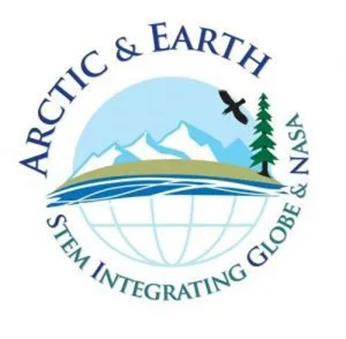 ARCTIC & EARTH
STEM INTEGRATING GLOBE & NASA